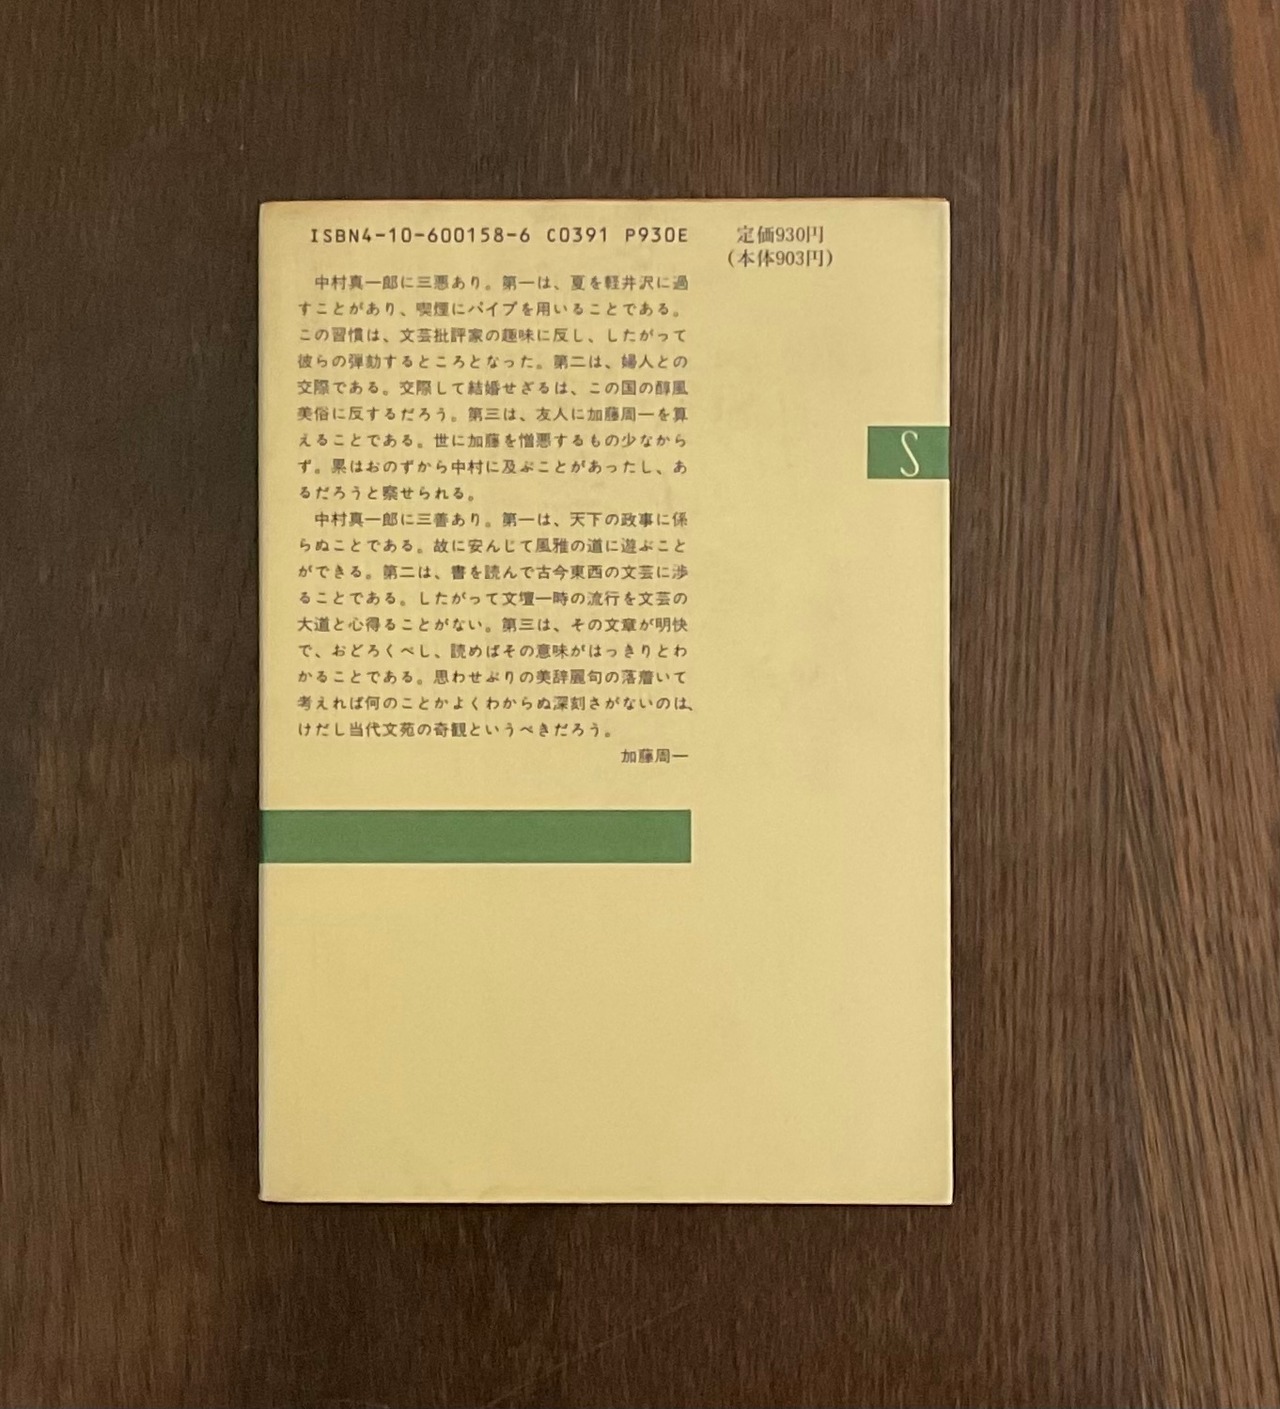 ISBN4-10-600158-6 C0391 P930E
定価930円
(本体903円)
中村真一郎に三悪あり。第一は、夏を軽井沢に過
すことがあり、喫煙にパイプを用いることである。
この習慣は、文芸批評家の趣味に反し、したがって
彼らの弾劾するところとなった。第二は、婦人との
交際である。交際して結婚せざるは、この国の醇風
美俗に反するだろう。第三は、友人に加藤周一を算
えることである。世に加藤を憎悪するもの少なから
ず。累はおのずから中村に及ぶことがあったし、あ
るだろうと察せられる。
中村真一郎に三善あり。第一は、天下の政事に係
らぬことである。故に安んじて風雅の道に遊ぶこと
ができる。第二は、書を読んで古今東西の文芸に渉
ることである。したがって文壇一時の流行を文芸の
大道と心得ることがない。第三は、その文章が明快
で、おどろくべし、読めばその意味がはっきりとわ
かることである。思わせぶりの美辞麗句の落着いて
考えれば何のことかよくわからぬ深刻さがないのは、
けだし当代文苑の奇観というべきだろう。
加藤周一
S